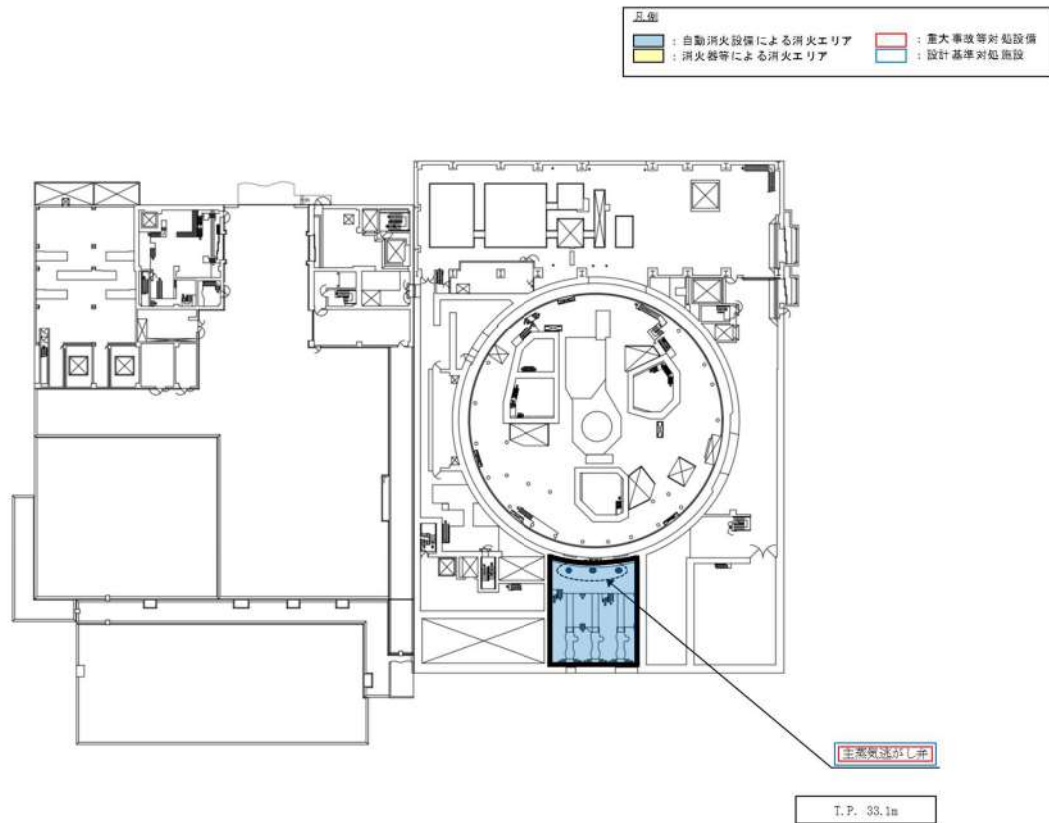 凡例
：自動消火設備による消火エリア
：重大事故等対処設備
：消火器等による消火エリア
：設計基準対処施設
主蒸気逃がし弁
T.P. 33.1m